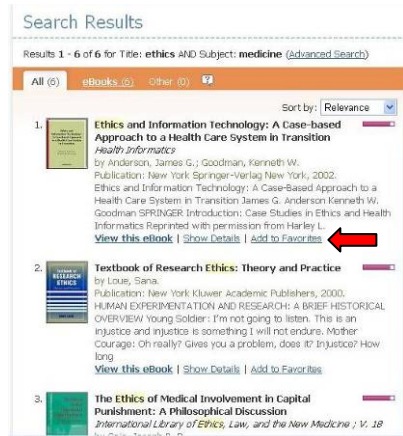 Search Results
Results 1 - 6 of 6 for Title: ethics AND Subject: medicine (Advanced Search)
All (6) eBooks (6) Other (0) ?
Sort by: Relevance
1. Ethics and Information Technology: A Case-based
Approach to a Health Care System in Transition
Health Informatics
by Anderson, James G.; Goodman, Kenneth W.
Publication: New York Springer-Verlag New York, 2002.
Ethics and Information Technology: A Case-Based Approach to a
Health Care System in Transition James G. Anderson Kenneth W.
Goodman SPRINGER Introduction: Case Studies in Ethics and Health
Informatics Reprinted with permission from Harley L.
View this eBook | Show Details | Add to Favorites
2. Textbook of Research Ethics: Theory and Practice
by Loue, Sana.
Publication: New York Kluwer Academic Publishers, 2000.
HUMAN EXPERIMENTATION AND RESEARCH: A BRIEF HISTORICAL
OVERVIEW Young Soldier: I'm not going to listen. This is an
injustice and injustice is something I will not endure. Mother
Courage: Oh really? Gives you a problem, does it? Injustice? How
long
View this eBook | Show Details | Add to Favorites
3. The Ethics of Medical Involvement in Capital
Punishment: A Philosophical Discussion
International Library of Ethics, Law, and the New Medicine ; V. 18